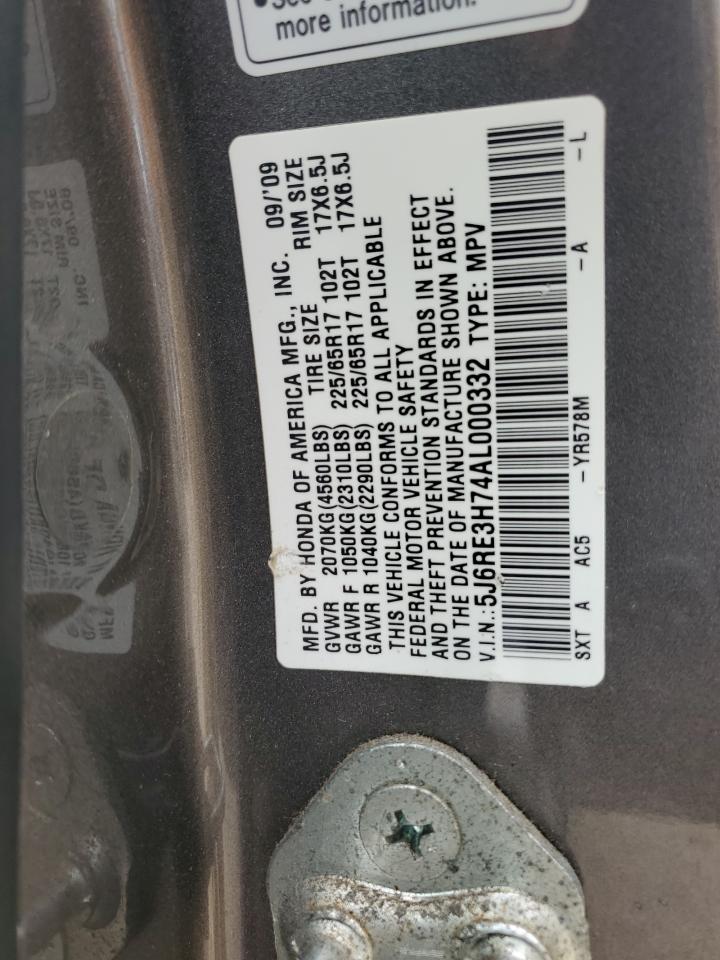 more information.
MFD. BY HONDA OF AMERICA MFG., INC. 09/'09
GVWR 2070KG(4560LBS) TIRE SIZE RIM SIZE
GAWR F 1050KG(2310LBS) 225/65R17 102T 17X6.5J
GAWR R 1040KG(2290LBS) 225/65R17 102T 17X6.5J
THIS VEHICLE CONFORMS TO ALL APPLICABLE
FEDERAL MOTOR VEHICLE SAFETY
AND THEFT PREVENTION STANDARDS IN EFFECT
ON THE DATE OF MANUFACTURE SHOWN ABOVE.
V.I.N.:5J6RE3H74AL000332 TYPE: MPV
SXT A AC5 -YR578M -A -L